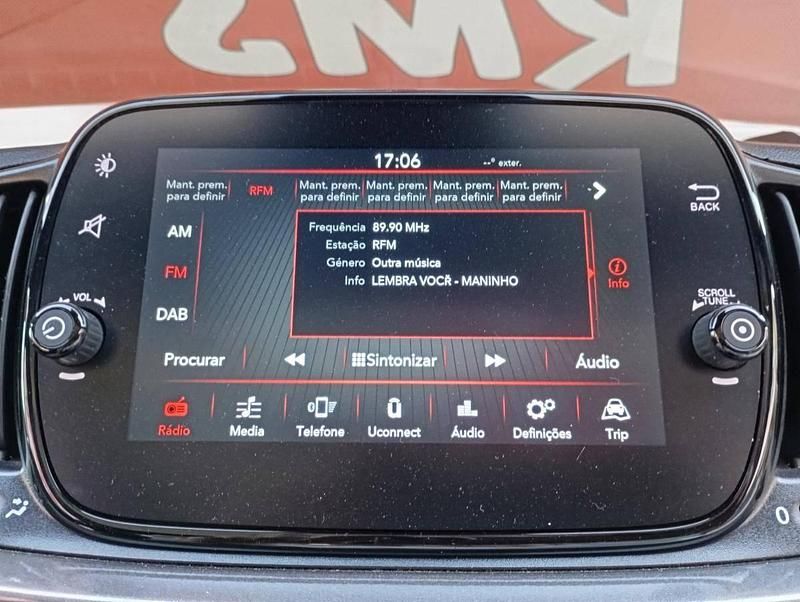 17:06
--° exter.
Mant. prem. para definir
RFM
Mant. prem. para definir
Mant. prem. para definir
Mant. prem. para definir
Mant. prem. para definir
AM
FM
DAB
Frequência 89.90 MHz
Estação RFM
Género Outra música
Info LEMBRA VOCÊ - MANINHO
Info
BACK
VOL
SCROLL
TUNE
Procurar
Sintonizar
Áudio
Rádio
Media
Telefone
Uconnect
Áudio
Definições
Trip
0